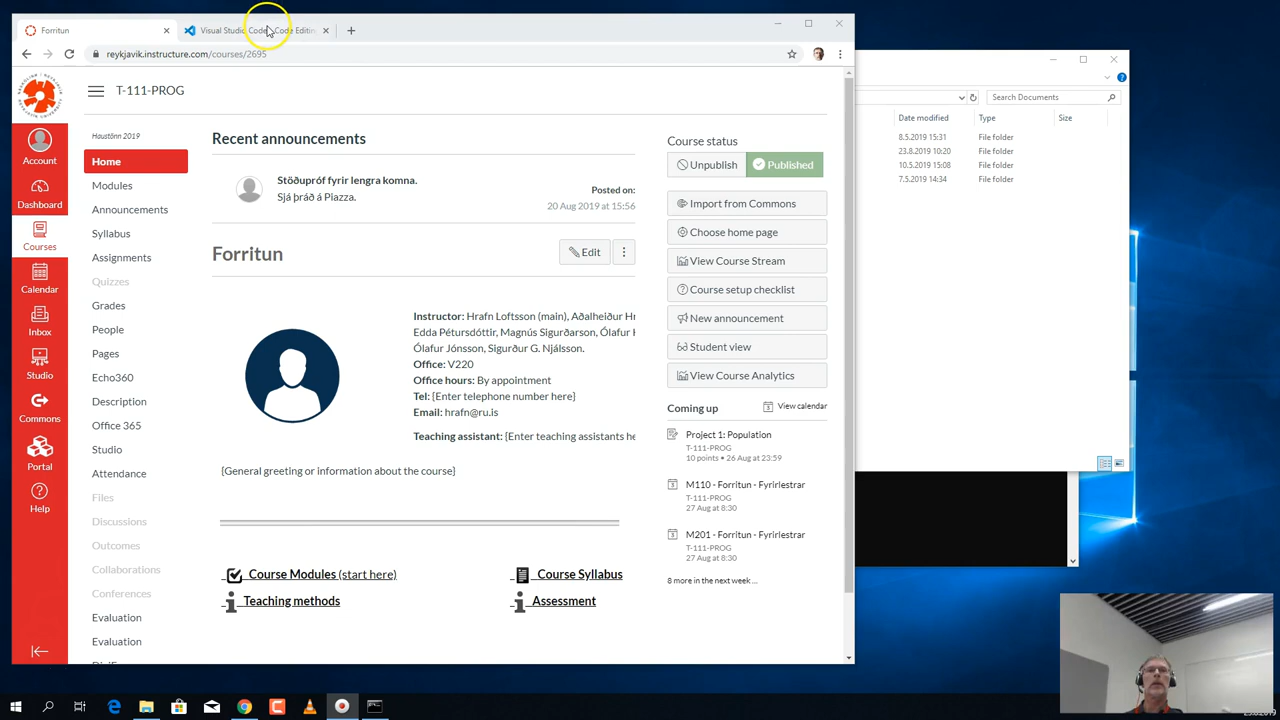 Forritun
Visual Studio Code - Code Editing
reykjavik.instructure.com/courses/2695
T-111-PROG
Account
Dashboard
Courses
Calendar
Inbox
Studio
Commons
Portal
Help
Haustönn 2019
Home
Modules
Announcements
Syllabus
Assignments
Quizzes
Grades
People
Pages
Echo360
Description
Office 365
Studio
Attendance
Files
Discussions
Outcomes
Collaborations
Conferences
Evaluation
Evaluation
Recent announcements
Stöðupróf fyrir lengra komna.
Sjá þráð á Piazza.
Posted on:
20 Aug 2019 at 15:56
Forritun
Edit
Instructor: Hrafn Loftsson (main), Aðalheiður Hr
Edda Pétursdóttir, Magnús Sigurðarson, Ólafur H
Ólafur Jónsson, Sigurður G. Njálsson.
Office: V220
Office hours: By appointment
Tel: {Enter telephone number here}
Email: hrafn@ru.is
Teaching assistant: {Enter teaching assistants he
{General greeting or information about the course}
Course Modules (start here)
Course Syllabus
Teaching methods
Assessment
Course status
Unpublish
Published
Import from Commons
Choose home page
View Course Stream
Course setup checklist
New announcement
Student view
View Course Analytics
Coming up
View calendar
Project 1: Population
T-111-PROG
10 points • 26 Aug at 23:59
M110 - Forritun - Fyrirlestrar
T-111-PROG
27 Aug at 8:30
M201 - Forritun - Fyrirlestrar
T-111-PROG
27 Aug at 8:30
8 more in the next week ...
Search Documents
Date modified
Type
Size
8.5.2019 15:31
File folder
23.8.2019 10:20
File folder
10.5.2019 15:08
File folder
7.5.2019 14:34
File folder